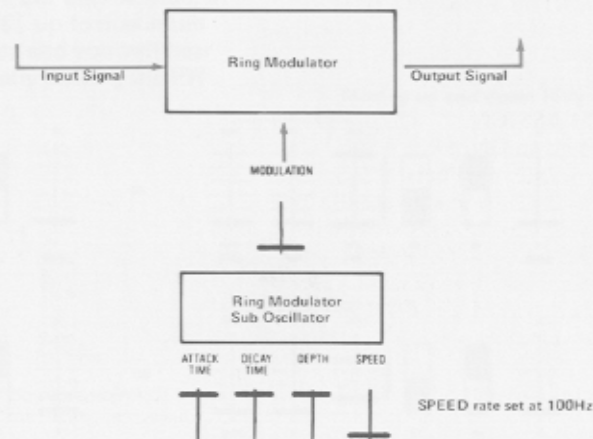 Ring Modulator
Input Signal
Output Signal
MODULATION
Ring Modulator
Sub Oscillator
ATTACK TIME
DECAY TIME
DEPTH
SPEED
SPEED rate set at 100Hz